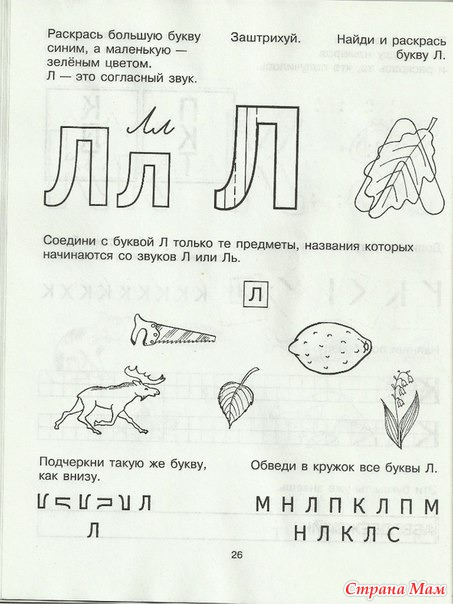 Раскрась большую букву
синим, а маленькую —
зелёным цветом.
Л — это согласный звук.
Заштрихуй.
Найди и раскрась
букву Л.
Л л Лл
Л
Соедини с буквой Л только те предметы, названия которых
начинаются со звуков Л или Ль.
Л
Подчеркни такую же букву,
как внизу.
Л
Обведи в кружок все буквы Л.
М Н Л П К Л П М
Н Л К Л С
26
Страна Мам